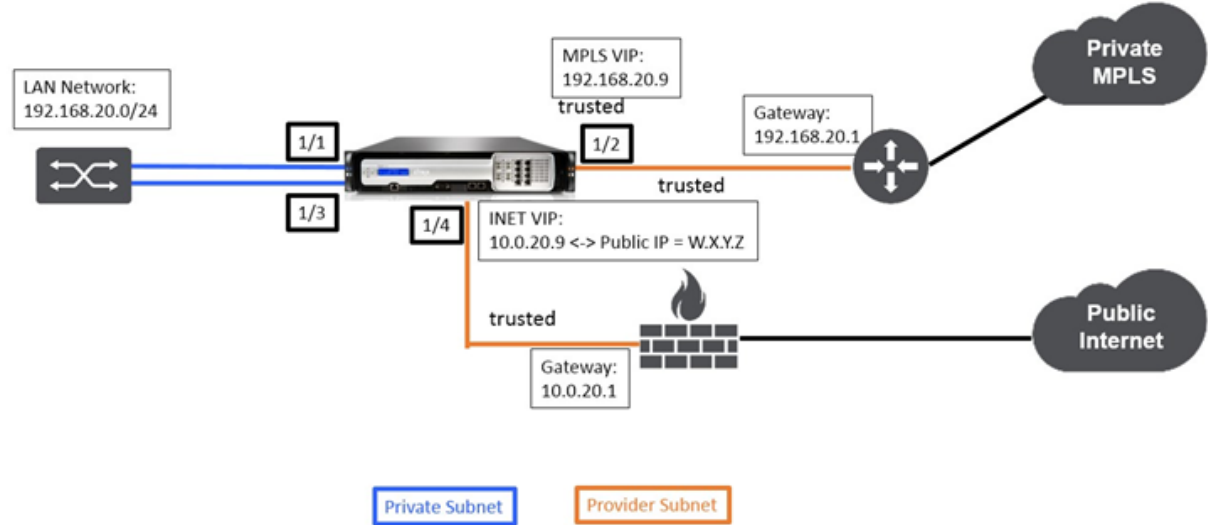 Private
MPLS
MPLS VIP:
192.168.20.9
trusted
LAN Network:
192.168.20.0/24
Gateway:
192.168.20.1
1/1
1/2
trusted
1/3
1/4
INET VIP:
10.0.20.9 <-> Public IP = W.X.Y.Z
trusted
Public
Internet
Gateway:
10.0.20.1
Private Subnet
Provider Subnet